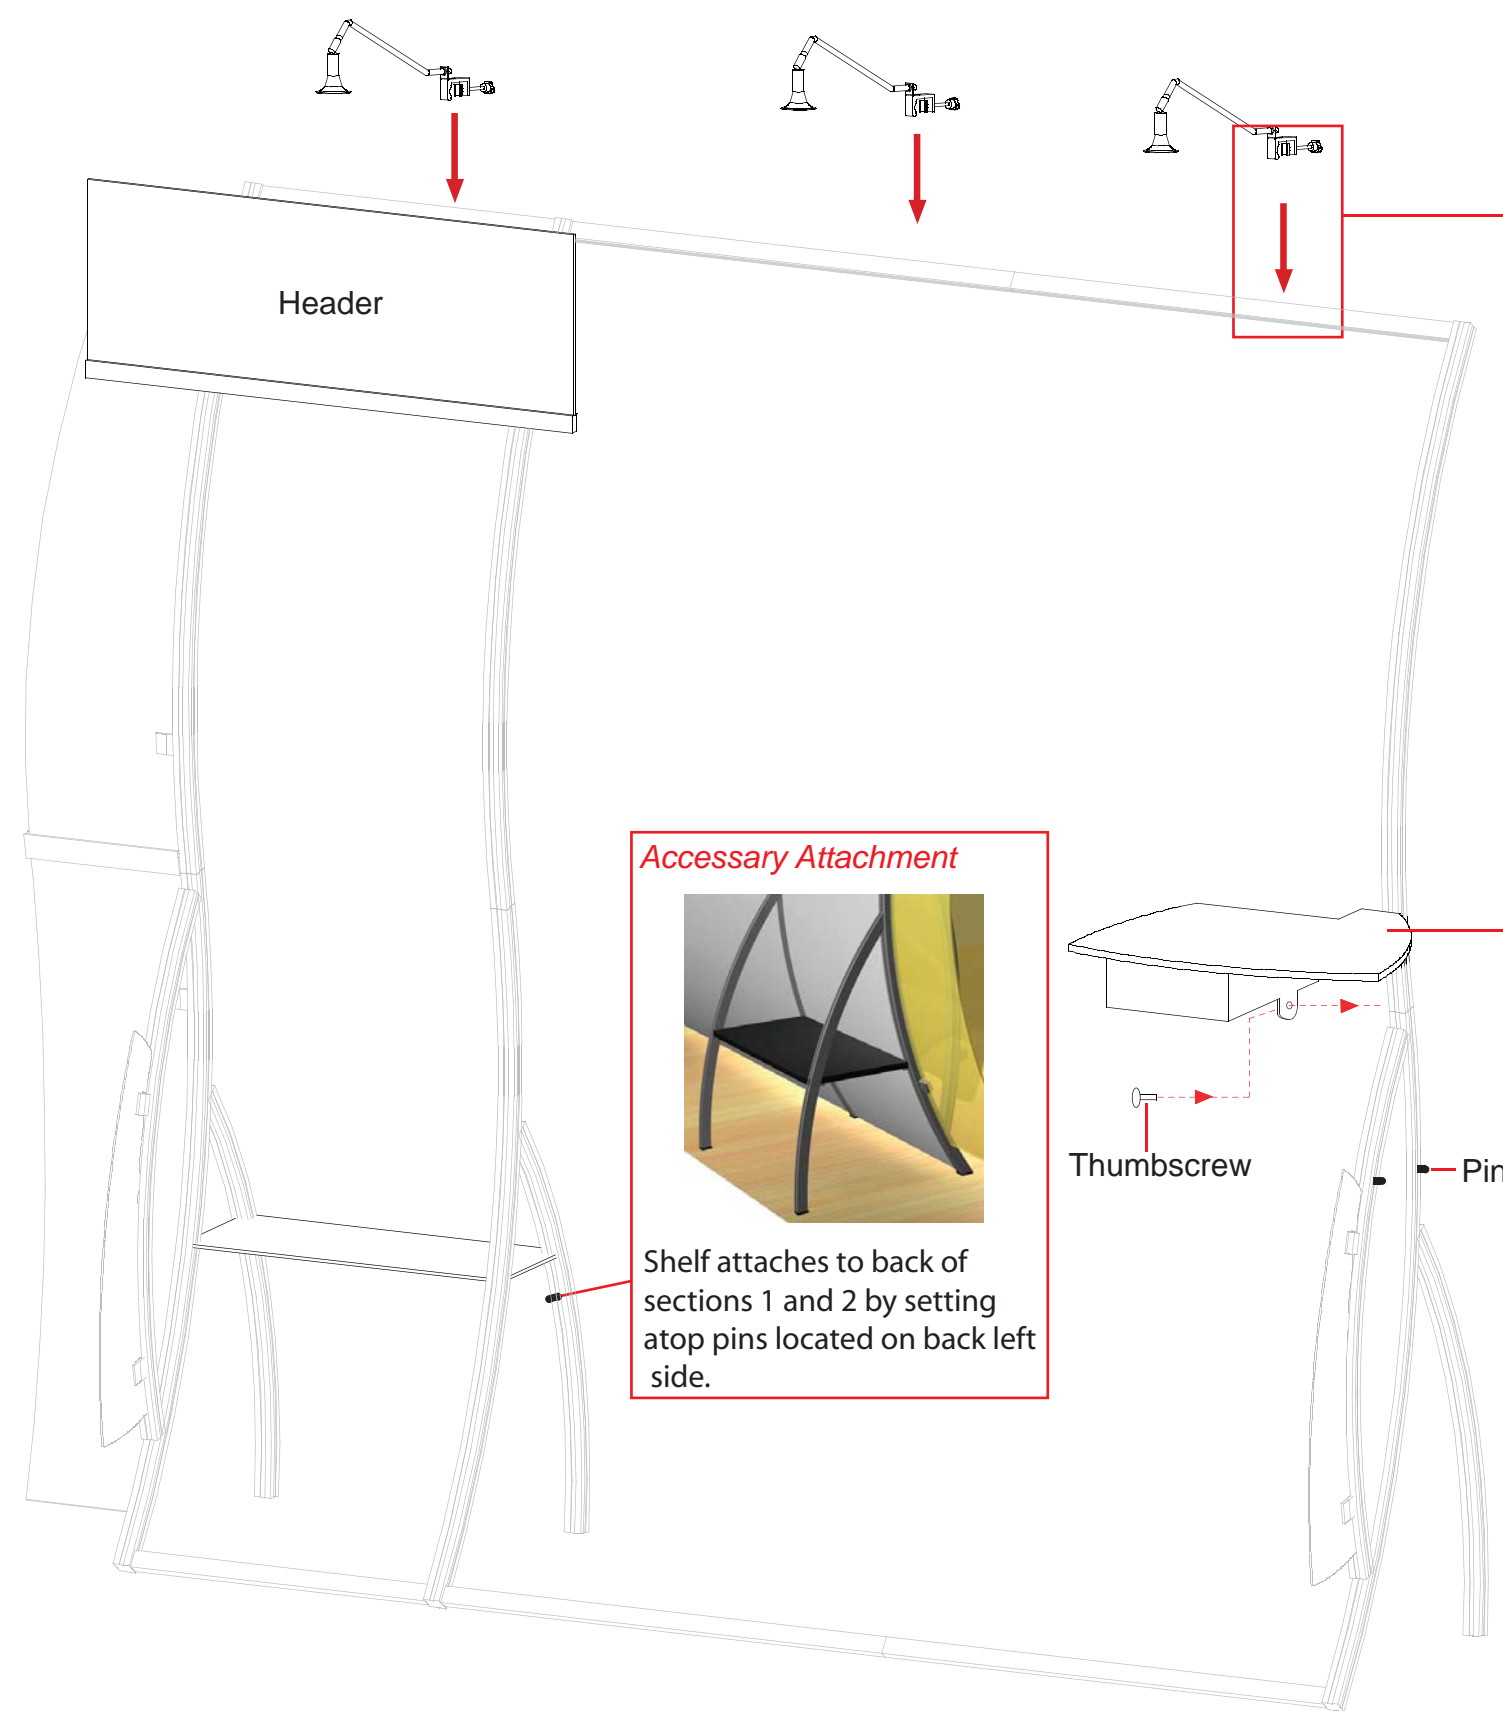 Header
Accessary Attachment
Shelf attaches to back of
sections 1 and 2 by setting
atop pins located on back left
side.
Thumbscrew
Pin